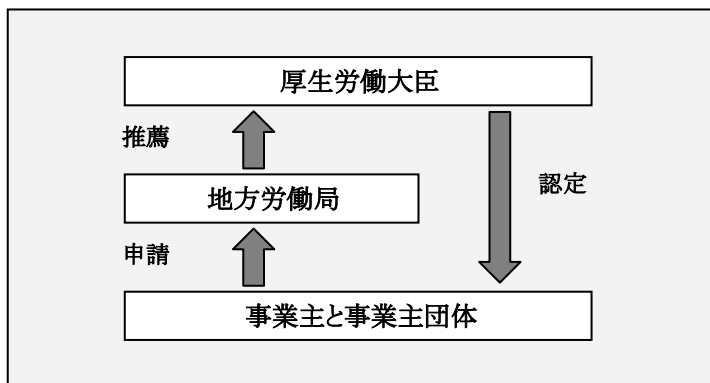 厚生労働大臣
推薦
地方労働局
認定
申請
事業主と事業主団体